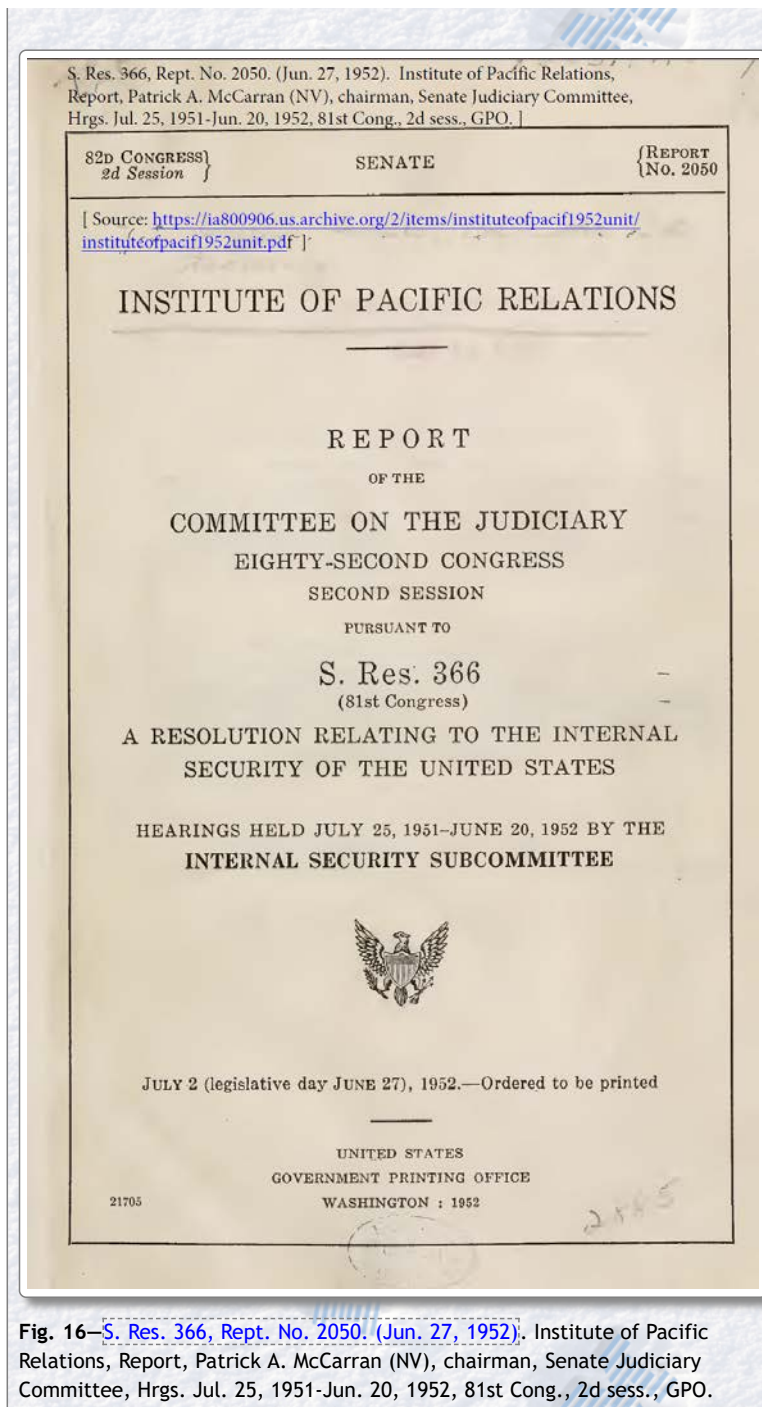 S. Res. 366, Rept. No. 2050. (Jun. 27, 1952). Institute of Pacific Relations,
Report, Patrick A. McCarran (NV), chairman, Senate Judiciary Committee,
Hrgs. Jul. 25, 1951-Jun. 20, 1952, 81st Cong., 2d sess., GPO. ]
82D CONGRESS}
2d Session }
SENATE
{REPORT
{No. 2050
[ Source: https://ia800906.us.archive.org/2/items/instituteofpacif1952unit/
instituteofpacif1952unit.pdf ]
INSTITUTE OF PACIFIC RELATIONS
REPORT
OF THE
COMMITTEE ON THE JUDICIARY
EIGHTY-SECOND CONGRESS
SECOND SESSION
PURSUANT TO
S. Res. 366
(81st Congress)
A RESOLUTION RELATING TO THE INTERNAL
SECURITY OF THE UNITED STATES
HEARINGS HELD JULY 25, 1951–JUNE 20, 1952 BY THE
INTERNAL SECURITY SUBCOMMITTEE
JULY 2 (legislative day JUNE 27), 1952.—Ordered to be printed
UNITED STATES
GOVERNMENT PRINTING OFFICE
21705 WASHINGTON : 1952
Fig. 16—S. Res. 366, Rept. No. 2050. (Jun. 27, 1952). Institute of Pacific
Relations, Report, Patrick A. McCarran (NV), chairman, Senate Judiciary
Committee, Hrgs. Jul. 25, 1951-Jun. 20, 1952, 81st Cong., 2d sess., GPO.